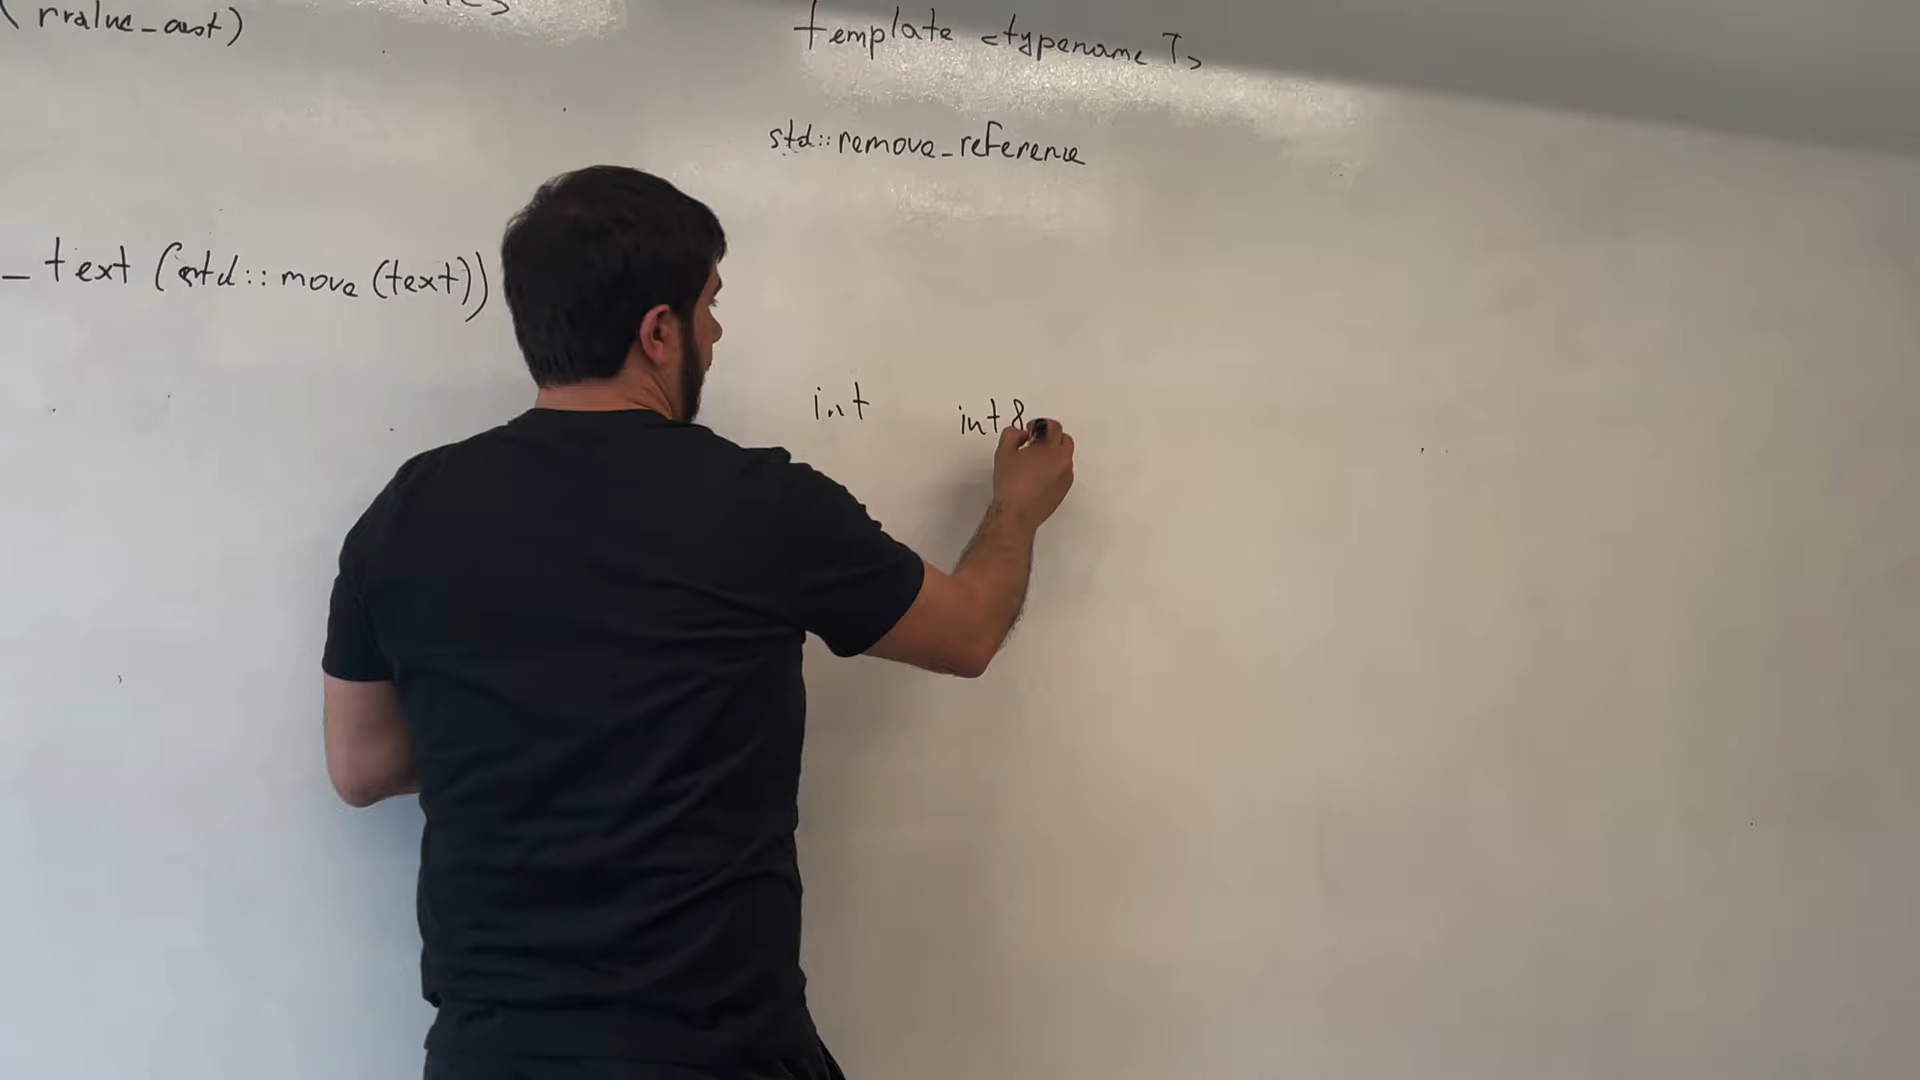 (rvalue_cast)
template <typename T>
std::remove_reference
_text (std::move(text))
int int&